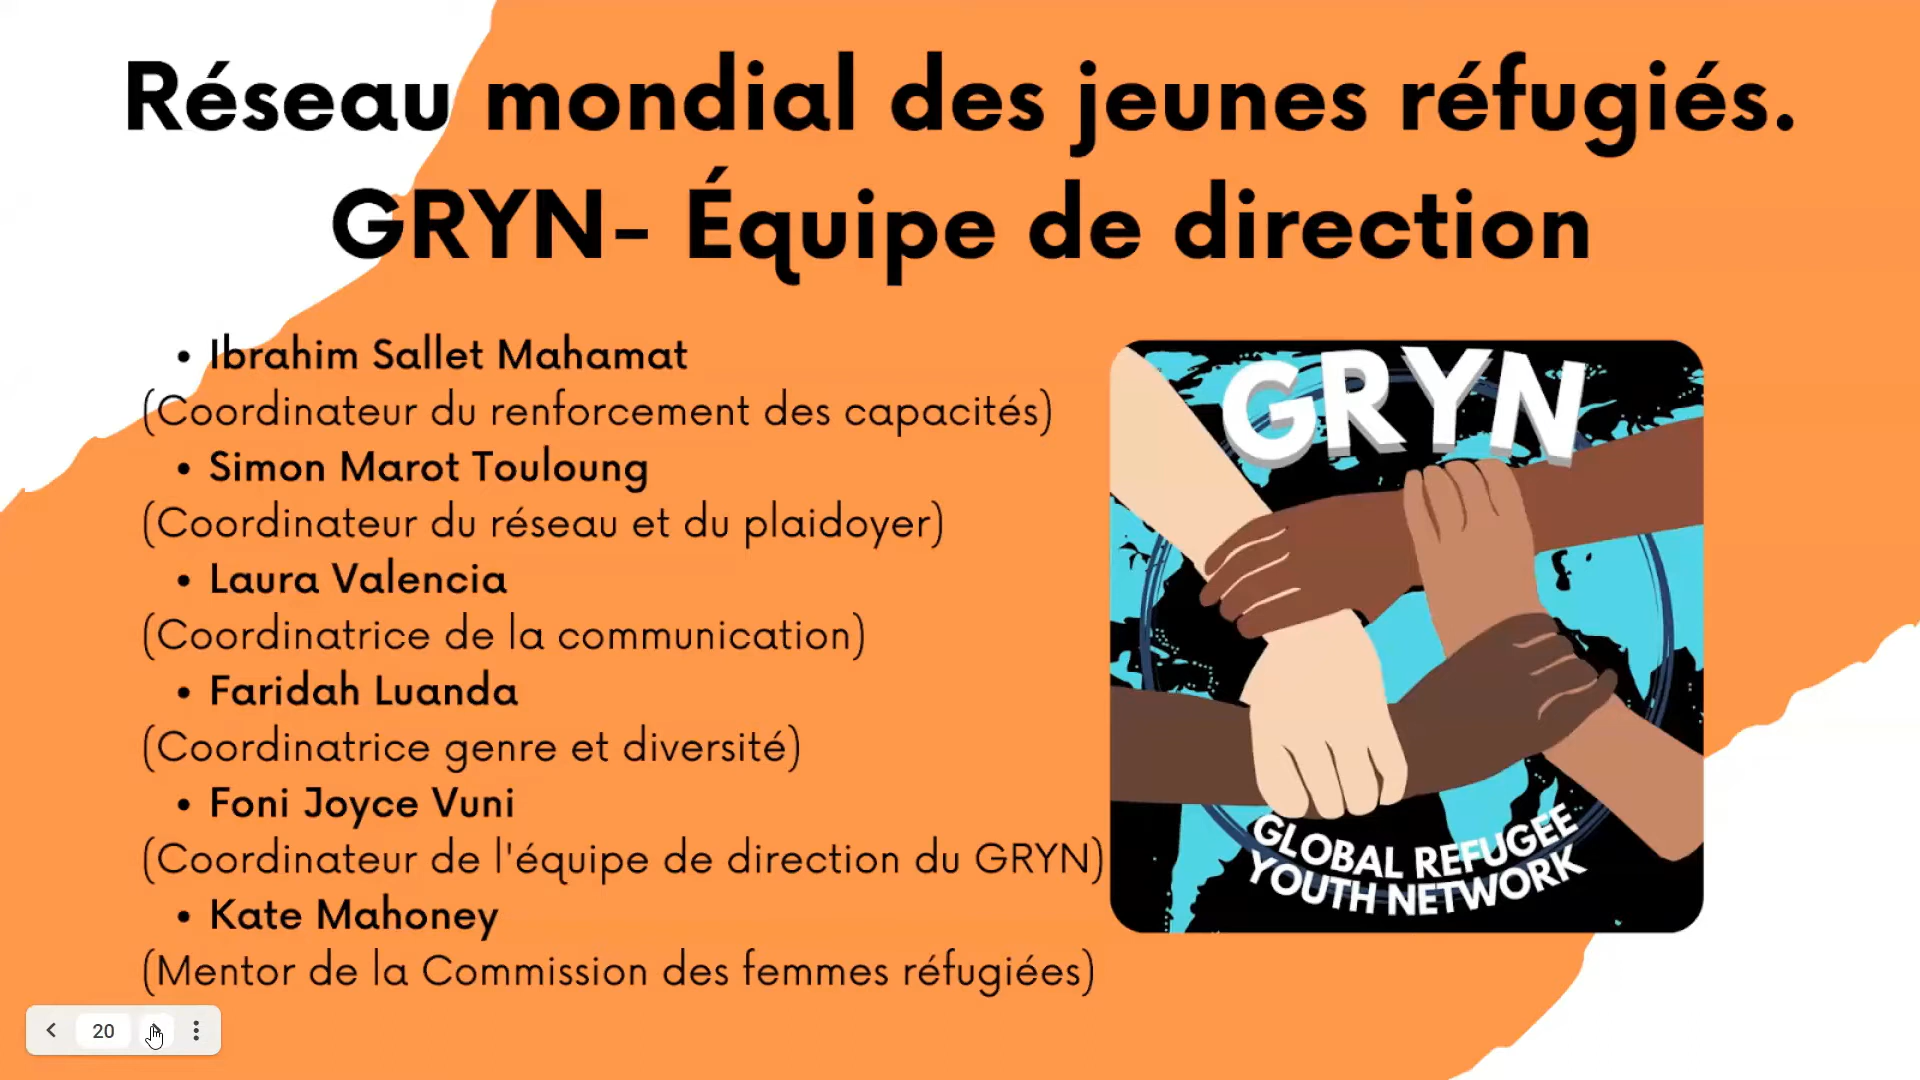 Réseau mondial des jeunes réfugiés.
GRYN- Équipe de direction
• Ibrahim Sallet Mahamat
(Coordinateur du renforcement des capacités)
• Simon Marot Touloung
(Coordinateur du réseau et du plaidoyer)
• Laura Valencia
(Coordinatrice de la communication)
• Faridah Luanda
(Coordinatrice genre et diversité)
• Foni Joyce Vuni
(Coordinateur de l'équipe de direction du GRYN)
• Kate Mahoney
(Mentor de la Commission des femmes réfugiées)
GRYN
GLOBAL REFUGEE
YOUTH NETWORK
20